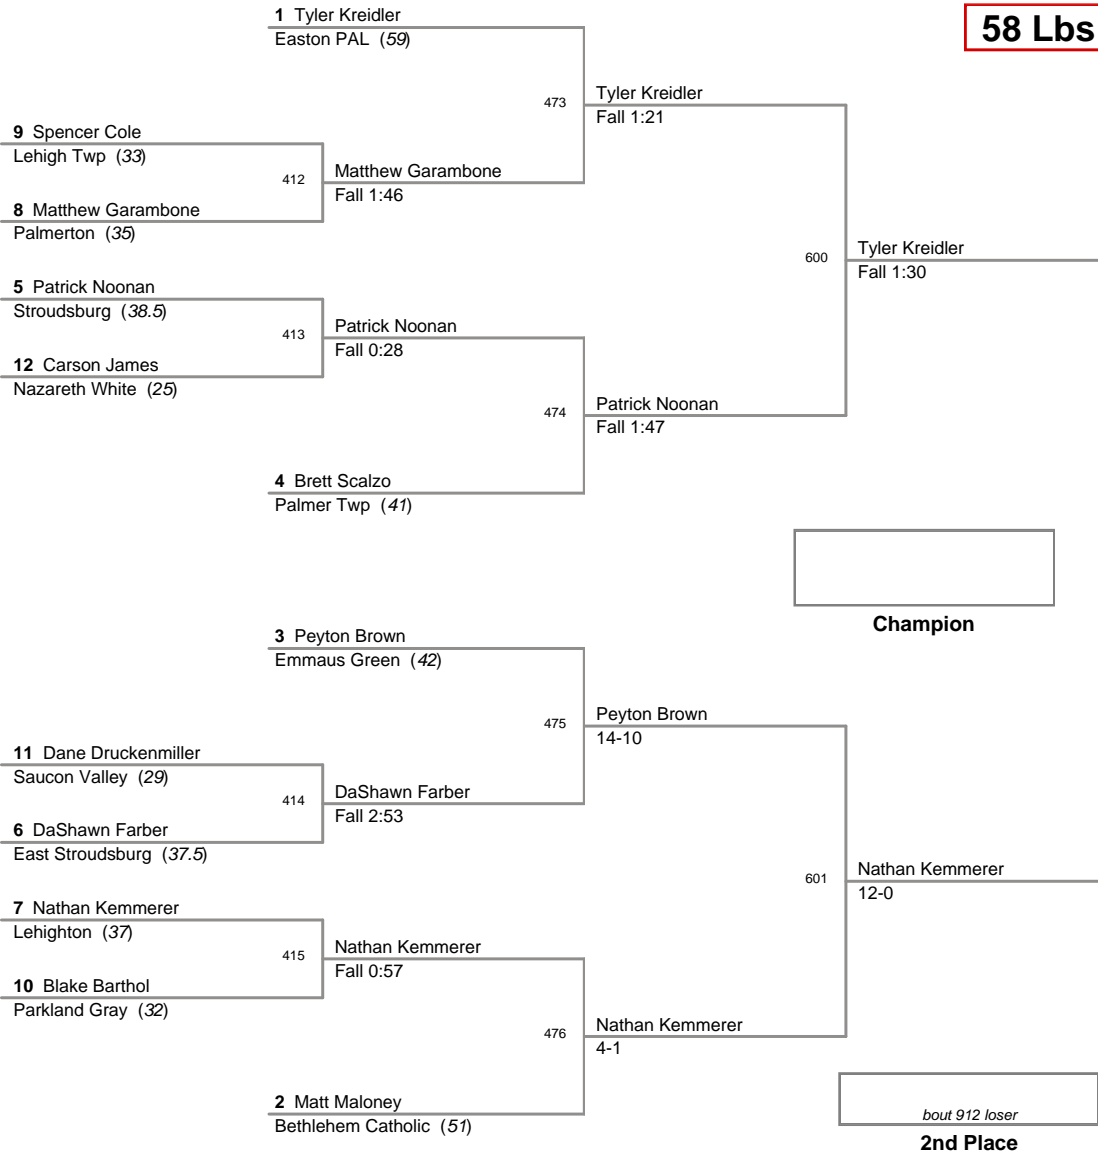 1 Tyler Kreidler
Easton PAL (59)
58 Lbs
473
Tyler Kreidler
Fall 1:21
9 Spencer Cole
Lehigh Twp (33)
412
Matthew Garambone
Fall 1:46
8 Matthew Garambone
Palmerton (35)
600
Tyler Kreidler
Fall 1:30
5 Patrick Noonan
Stroudsburg (38.5)
413
Patrick Noonan
Fall 0:28
12 Carson James
Nazareth White (25)
474
Patrick Noonan
Fall 1:47
4 Brett Scalzo
Palmer Twp (41)
Champion
3 Peyton Brown
Emmaus Green (42)
475
Peyton Brown
14-10
11 Dane Druckenmiller
Saucon Valley (29)
414
DaShawn Farber
Fall 2:53
6 DaShawn Farber
East Stroudsburg (37.5)
601
Nathan Kemmerer
12-0
7 Nathan Kemmerer
Lehighton (37)
415
Nathan Kemmerer
Fall 0:57
10 Blake Barthol
Parkland Gray (32)
476
Nathan Kemmerer
4-1
2 Matt Maloney
Bethlehem Catholic (51)
bout 912 loser
2nd Place